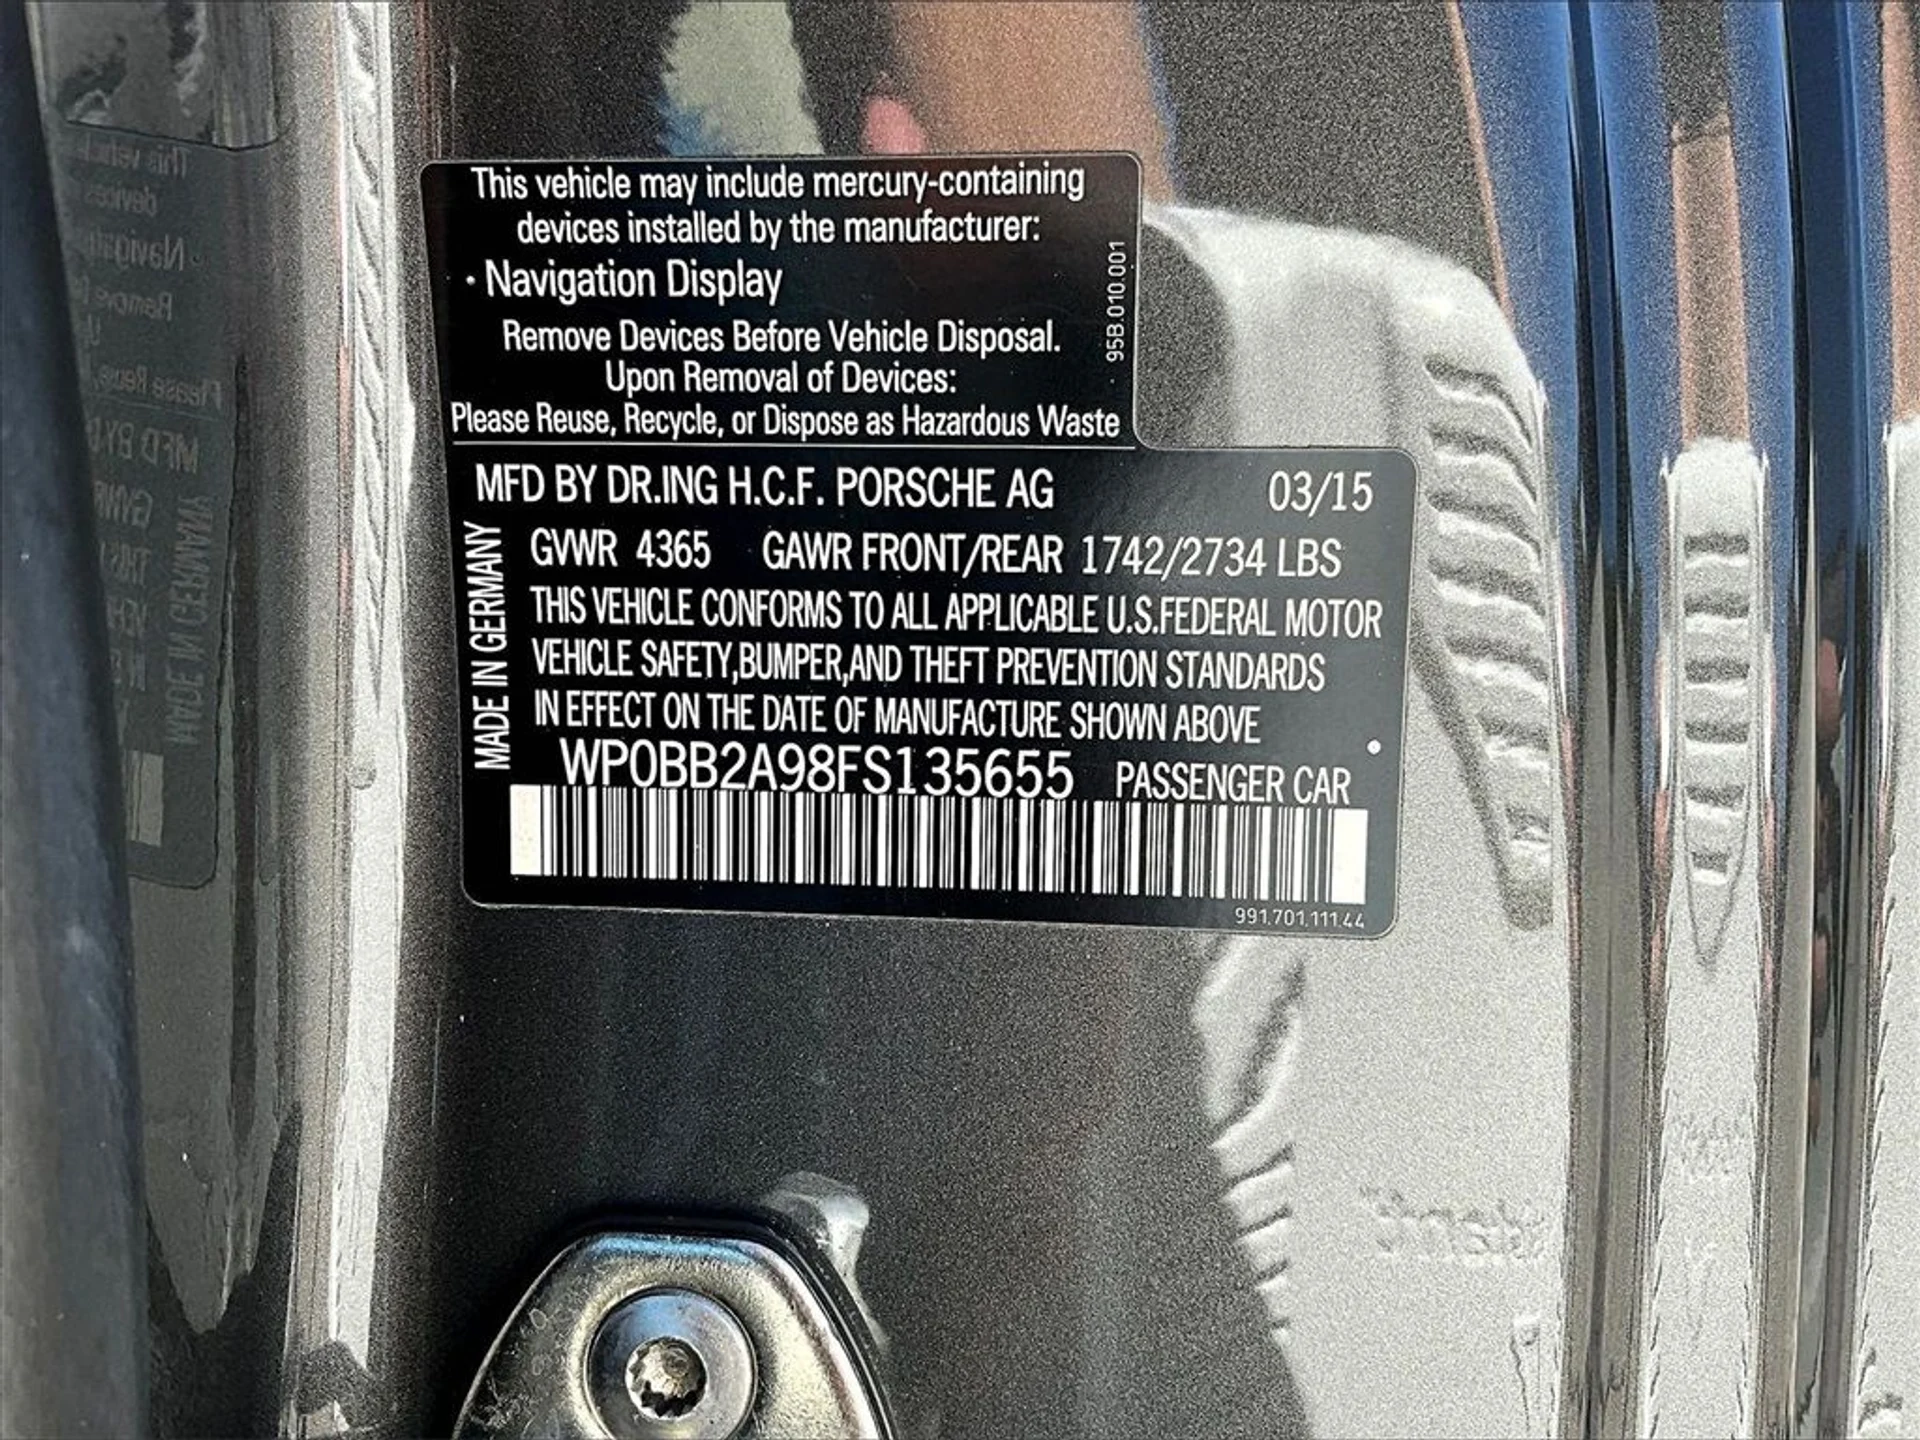 This vehicle may include mercury-containing
devices installed by the manufacturer:
· Navigation Display
Remove Devices Before Vehicle Disposal.
Upon Removal of Devices:
Please Reuse, Recycle, or Dispose as Hazardous Waste
95B.010.001
MFD BY DR.ING H.C.F. PORSCHE AG 03/15
GVWR 4365 GAWR FRONT/REAR 1742/2734 LBS
THIS VEHICLE CONFORMS TO ALL APPLICABLE U.S.FEDERAL MOTOR
VEHICLE SAFETY,BUMPER,AND THEFT PREVENTION STANDARDS
IN EFFECT ON THE DATE OF MANUFACTURE SHOWN ABOVE
MADE IN GERMANY
WP0BB2A98FS135655 PASSENGER CAR
991.701.111.44